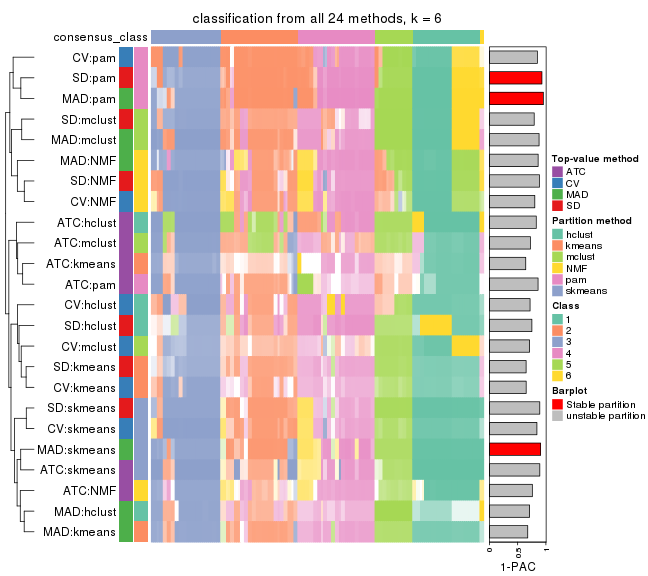 classification from all 24 methods, k = 6
consensus_class
CV:pam
SD:pam
MAD:pam
SD:mclust
MAD:mclust
MAD:NMF
SD:NMF
CV:NMF
ATC:hclust
ATC:mclust
ATC:kmeans
ATC:pam
CV:hclust
SD:hclust
CV:mclust
SD:kmeans
CV:kmeans
SD:skmeans
CV:skmeans
MAD:skmeans
ATC:skmeans
ATC:NMF
MAD:hclust
MAD:kmeans
0
0.5
1
1-PAC
Top-value method
ATC
CV
MAD
SD
Partition method
hclust
kmeans
mclust
NMF
pam
skmeans
Class
1
2
3
4
5
6
Barplot
Stable partition
unstable partition